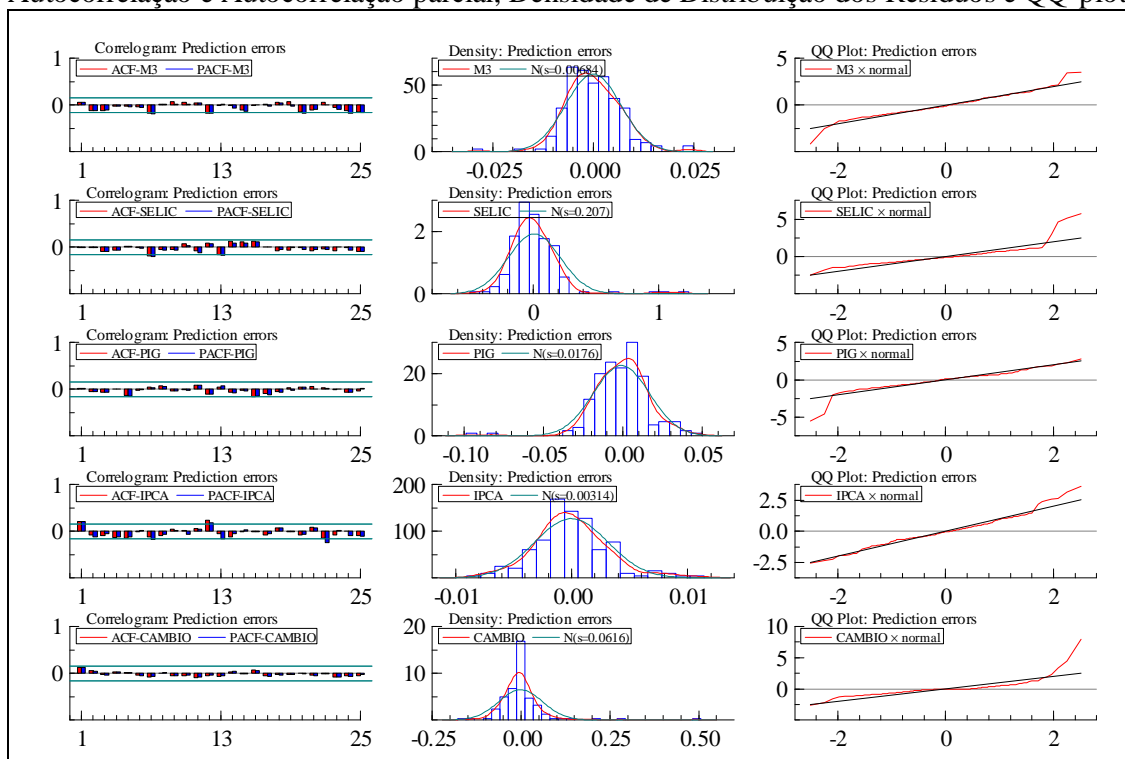 Autocorrelação e Autocorrelação parcial, Densidade de Distribuição dos Resíduos e QQ-plot
Correlogram: Prediction errors
ACF-M3 PACF-M3
1
0
1 13 25
Density: Prediction errors
M3 N(s=0.00684)
50
0
-0.025 0.000 0.025
QQ Plot: Prediction errors
M3 × normal
5
0
-2 0 2
Correlogram: Prediction errors
ACF-SELIC PACF-SELIC
1
0
1 13 25
Density: Prediction errors
SELIC N(s=0.207)
2
0
0 1
QQ Plot: Prediction errors
SELIC × normal
5
0
-2 0 2
Correlogram: Prediction errors
ACF-PIG PACF-PIG
1
0
1 13 25
Density: Prediction errors
PIG N(s=0.0176)
20
0
-0.10 -0.05 0.00 0.05
QQ Plot: Prediction errors
PIG × normal
5
0
-5
-2 0 2
Correlogram: Prediction errors
ACF-IPCA PACF-IPCA
1
0
1 13 25
Density: Prediction errors
IPCA N(s=0.00314)
200
100
0
-0.01 0.00 0.01
QQ Plot: Prediction errors
IPCA × normal
2.5
0.0
-2.5
-2 0 2
Correlogram: Prediction errors
ACF-CAMBIO PACF-CAMBIO
1
0
1 13 25
Density: Prediction errors
CAMBIO N(s=0.0616)
20
10
0
-0.25 0.00 0.25 0.50
QQ Plot: Prediction errors
CAMBIO × normal
10
5
0
-2 0 2